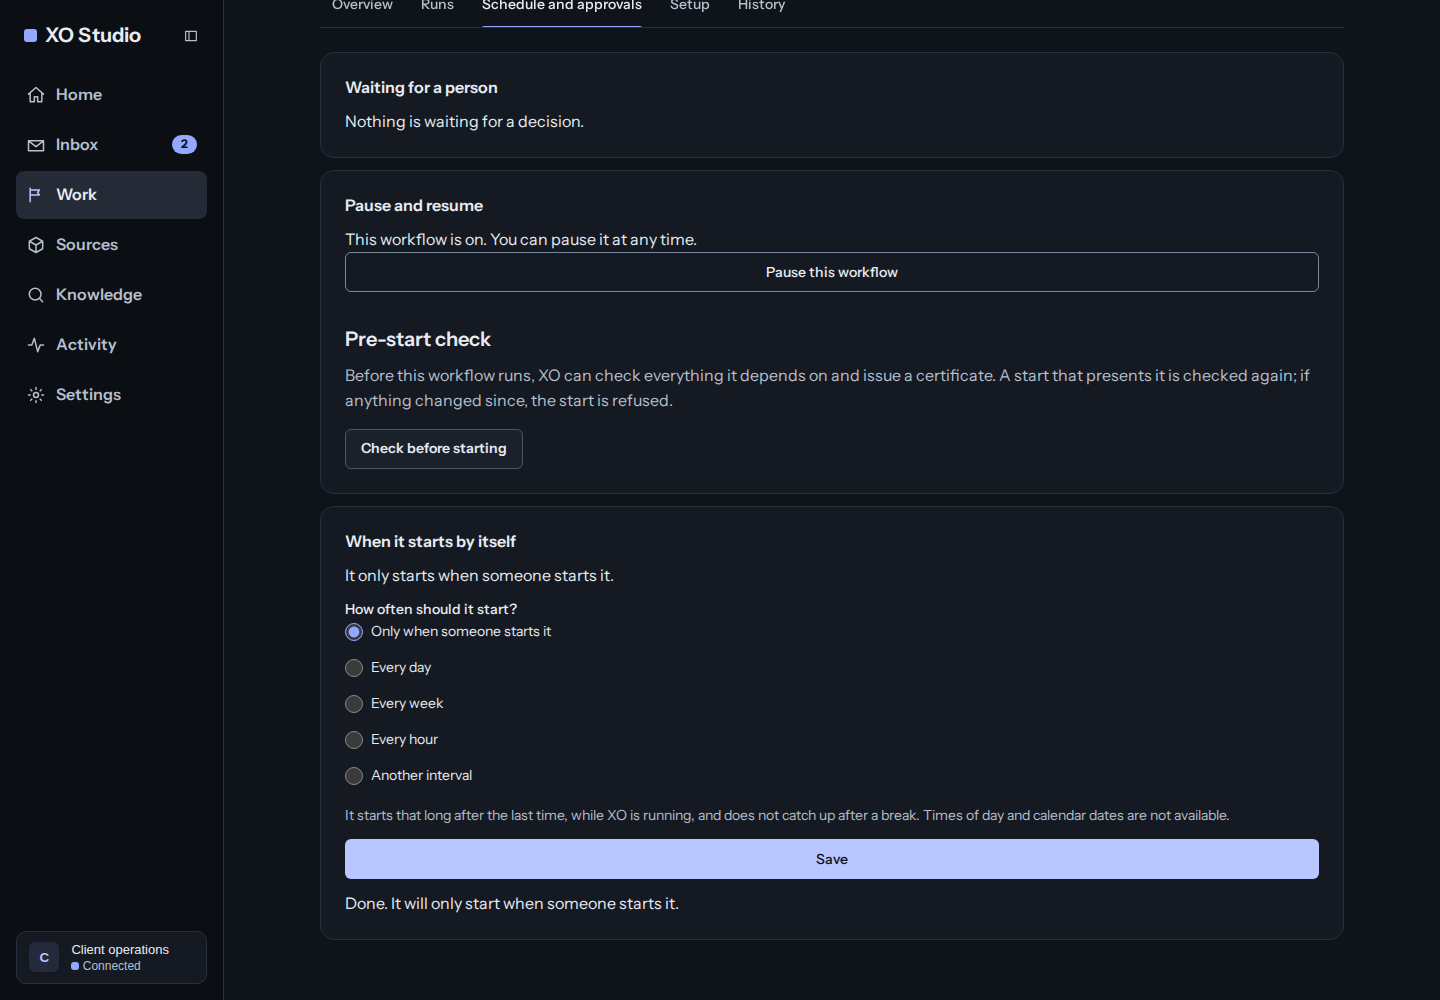 XO Studio
Home
Inbox
2
Work
Sources
Knowledge
Activity
Settings
C
Client operations
Connected
Overview
Runs
Schedule and approvals
Setup
History
Waiting for a person
Nothing is waiting for a decision.
Pause and resume
This workflow is on. You can pause it at any time.
Pause this workflow
Pre-start check
Before this workflow runs, XO can check everything it depends on and issue a certificate. A start that presents it is checked again; if
anything changed since, the start is refused.
Check before starting
When it starts by itself
It only starts when someone starts it.
How often should it start?
Only when someone starts it
Every day
Every week
Every hour
Another interval
It starts that long after the last time, while XO is running, and does not catch up after a break. Times of day and calendar dates are not available.
Save
Done. It will only start when someone starts it.